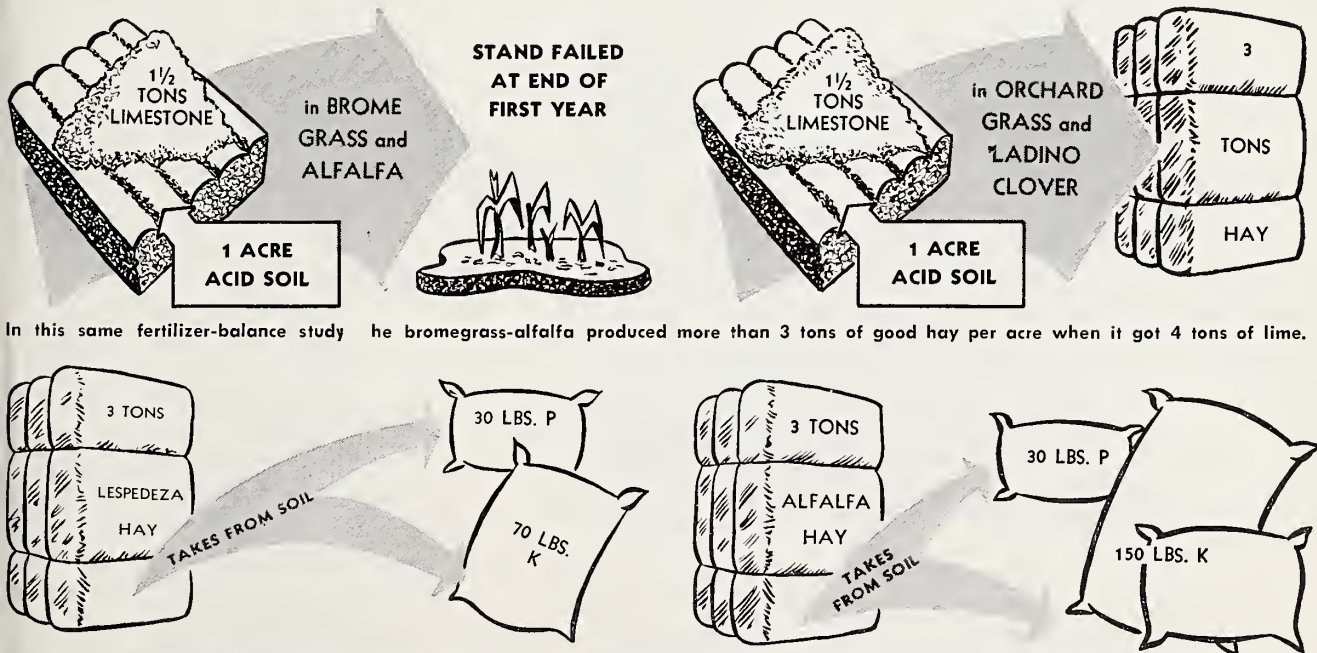 1½
TONS
LIMESTONE
in BROME
GRASS and
ALFALFA
1 ACRE
ACID SOIL
STAND FAILED
AT END OF
FIRST YEAR
1½
TONS
LIMESTONE
in ORCHARD
GRASS and
LADINO
CLOVER
1 ACRE
ACID SOIL
3
TONS
HAY
In this same fertilizer-balance study he bromegrass-alfalfa produced more than 3 tons of good hay per acre when it got 4 tons of lime.
3 TONS
LESPEDEZA
HAY
TAKES FROM SOIL
30 LBS. P
70 LBS.
K
3 TONS
ALFALFA
HAY
TAKES
FROM SOIL
30 LBS. P
150 LBS. K